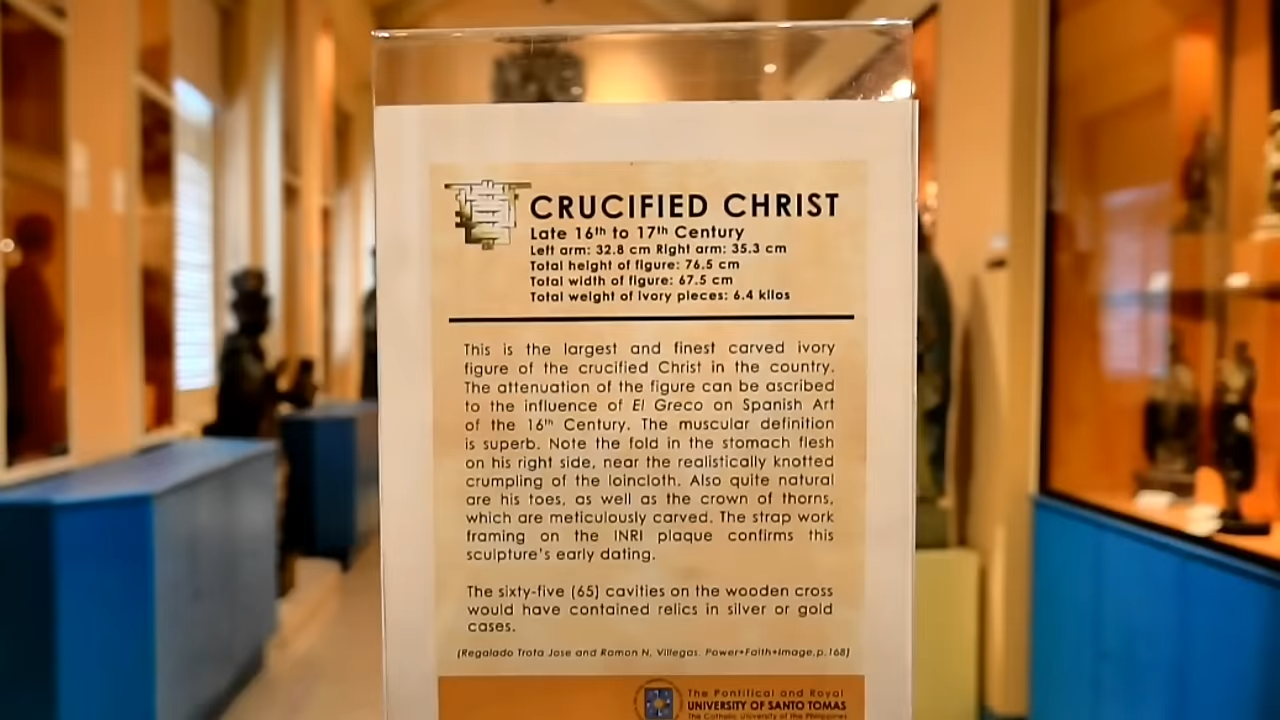 CRUCIFIED CHRIST
Late 16th to 17th Century
Left arm: 32.8 cm Right arm: 35.3 cm
Total height of figure: 76.5 cm
Total width of figure: 67.5 cm
Total weight of ivory pieces: 6.4 kilos
This is the largest and finest carved ivory
figure of the crucified Christ in the country.
The attenuation of the figure can be ascribed
to the influence of El Greco on Spanish Art
of the 16th Century. The muscular definition
is superb. Note the fold in the stomach flesh
on his right side, near the realistically knotted
crumpling of the loincloth. Also quite natural
are his toes, as well as the crown of thorns,
which are meticulously carved. The strap work
framing on the INRI plaque confirms this
sculpture's early dating.
The sixty-five (65) cavities on the wooden cross
would have contained relics in silver or gold
cases.
(Regalado Trota Jose and Ramon N. Villegas. Power+Faith+Image,p.168)
The Pontifical and Royal
UNIVERSITY OF SANTO TOMAS
The Catholic University of the Philippines